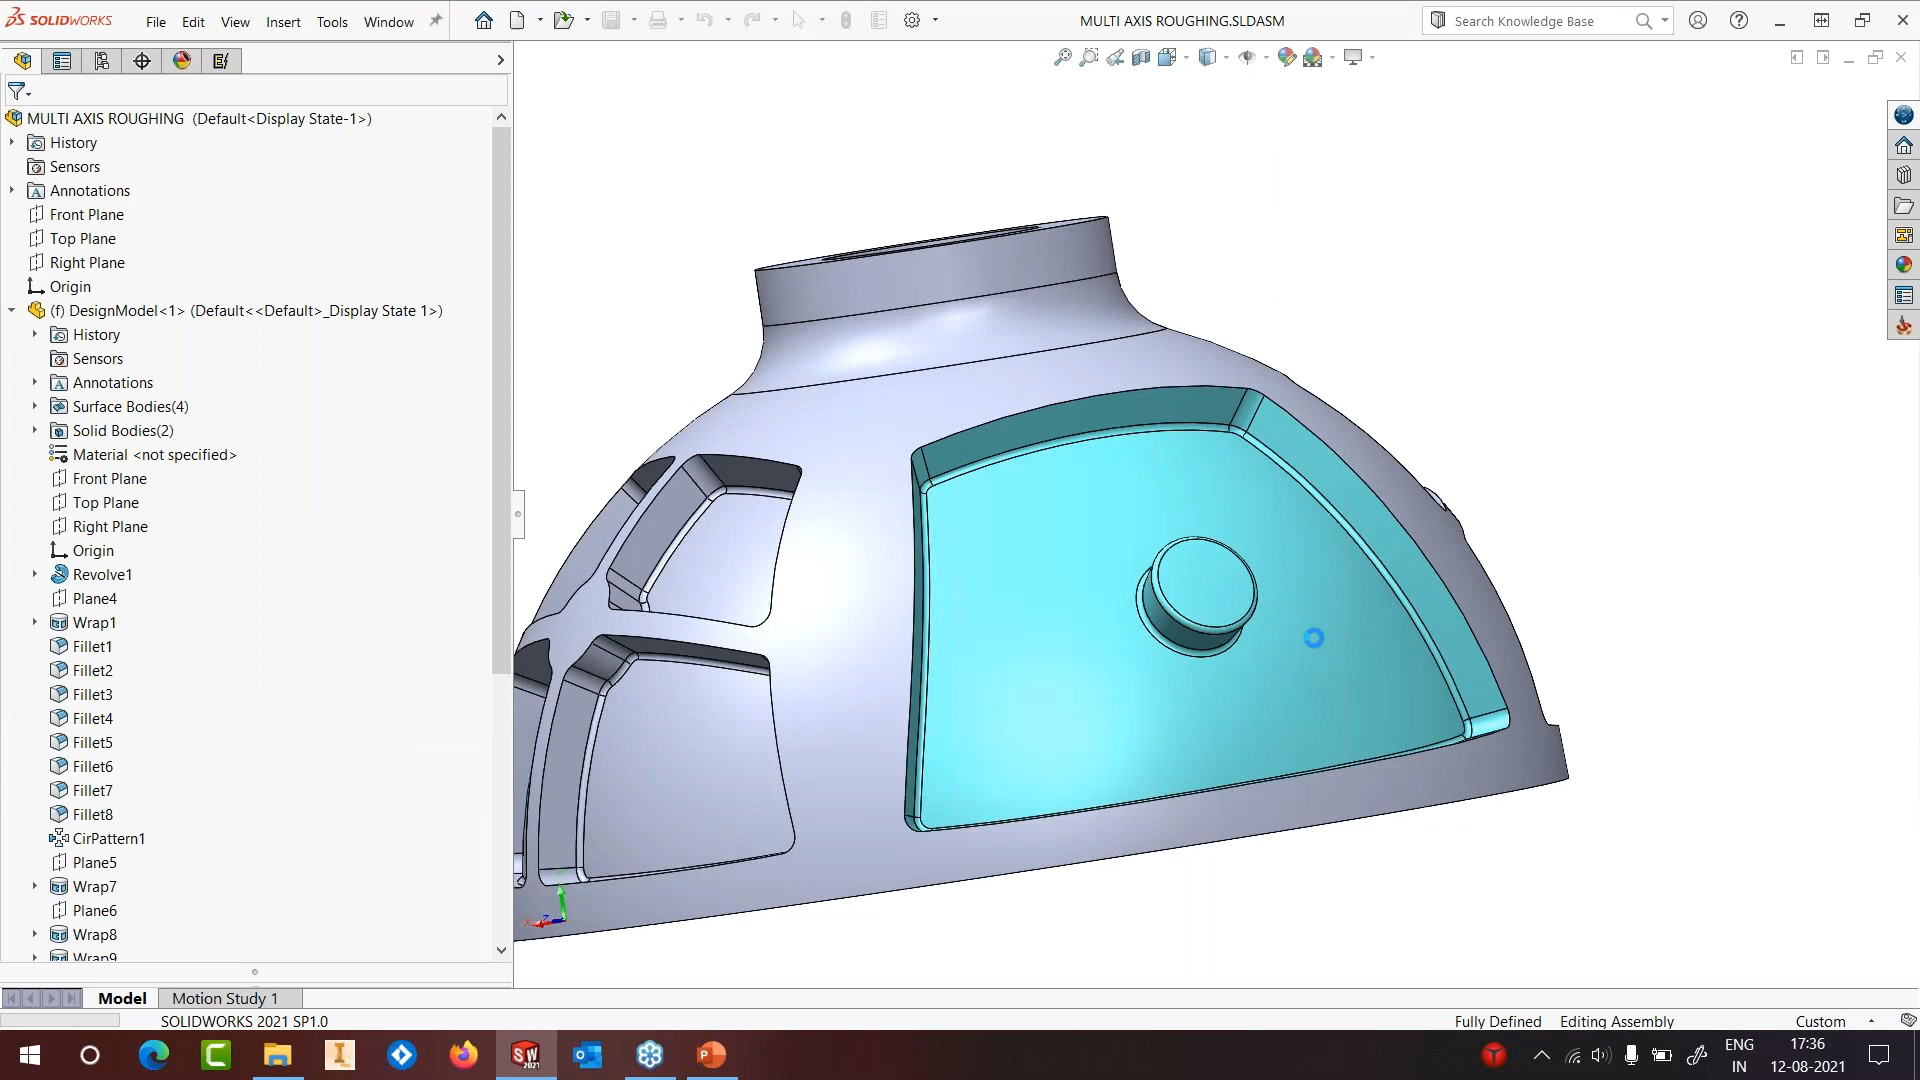 SOLIDWORKS File Edit View Insert Tools Window MULTI AXIS ROUGHING.SLDASM Search Knowledge Base
MULTI AXIS ROUGHING (Default<Display State-1>)
History
Sensors
Annotations
Front Plane
Top Plane
Right Plane
Origin
(f) DesignModel<1> (Default<<Default>_Display State 1>)
History
Sensors
Annotations
Surface Bodies(4)
Solid Bodies(2)
Material <not specified>
Front Plane
Top Plane
Right Plane
Origin
Revolve1
Plane4
Wrap1
Fillet1
Fillet2
Fillet3
Fillet4
Fillet5
Fillet6
Fillet7
Fillet8
CirPattern1
Plane5
Wrap7
Plane6
Wrap8
Wrap9
Model Motion Study 1
SOLIDWORKS 2021 SP1.0 Fully Defined Editing Assembly Custom
ENG 17:36
IN 12-08-2021